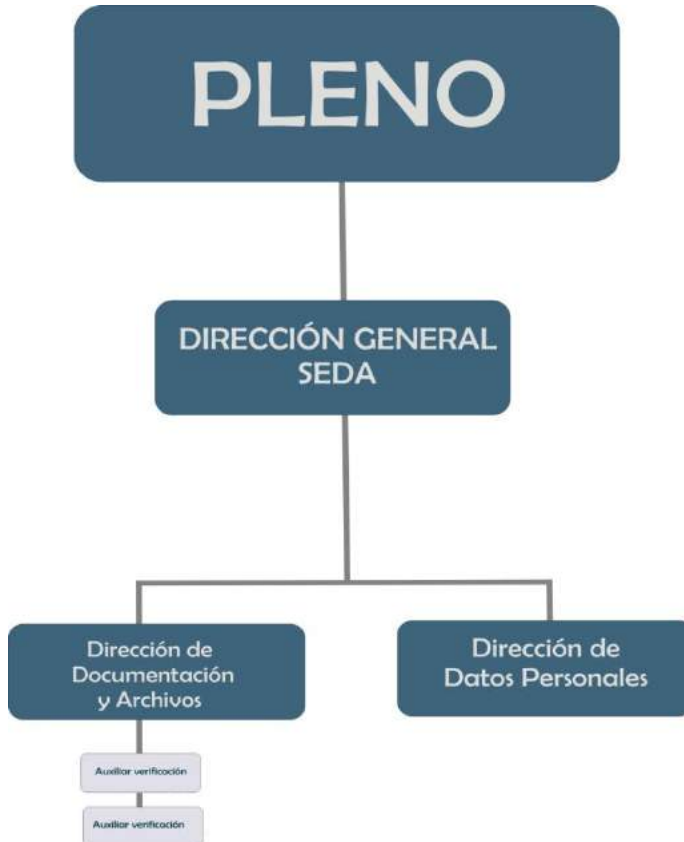 PLENO
DIRECCIÓN GENERAL
SEDA
Dirección de
Documentación
y Archivos
Dirección de
Datos Personales
Auxiliar verificación
Auxiliar verificación